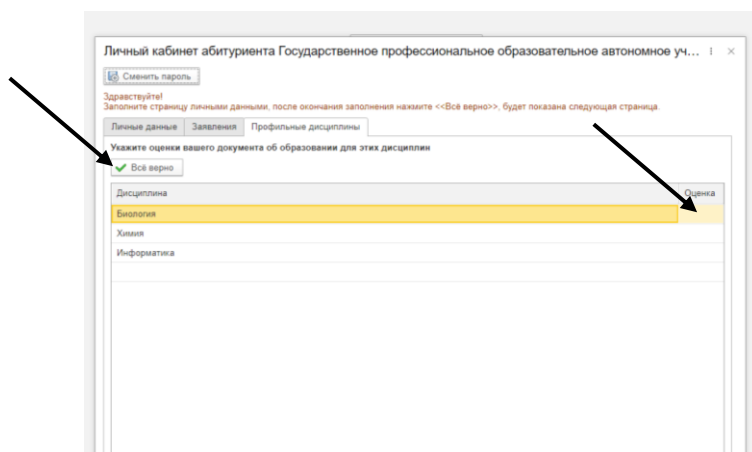 Личный кабинет абитуриента Государственное профессиональное образовательное автономное уч...
Сменить пароль
Здравствуйте!
Заполните страницу личными данными, после окончания заполнения нажмите <<Всё верно>>, будет показана следующая страница.
Личные данные Заявления Профильные дисциплины
Укажите оценки вашего документа об образовании для этих дисциплин
Всё верно
Дисциплина Оценка
Биология
Химия
Информатика